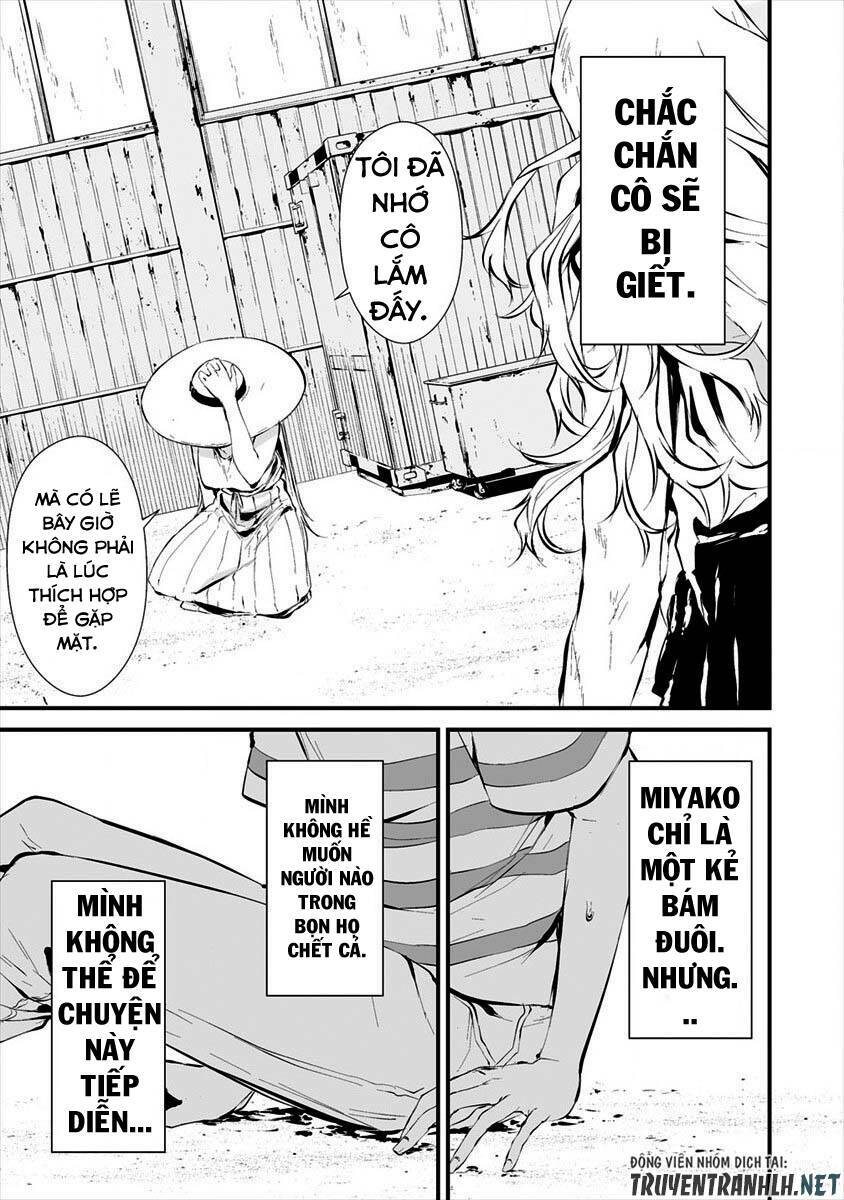 CHẮC
CHẮN
CÔ SẼ
BỊ
GIẾT.
TÔI ĐÃ
NHỚ
CÔ
LẮM
ĐẤY.
MÀ CÓ LẼ
BÂY GIỜ
KHÔNG PHẢI
LÀ LÚC
THÍCH HỢP
ĐỂ GẶP
MẶT.
MIYAKO
CHỈ LÀ
MỘT KẺ
BÁM
ĐUÔI.
NHƯNG.
..
MÌNH
KHÔNG HỀ
MUỐN
NGƯỜI NÀO
TRONG
BỌN HỌ
CHẾT CẢ.
MÌNH
KHÔNG
THỂ ĐỂ
CHUYỆN
NÀY
TIẾP
DIỄN...
ĐỘNG VIÊN NHÓM DỊCH TẠI:
TRUYENTRANHLH.NET